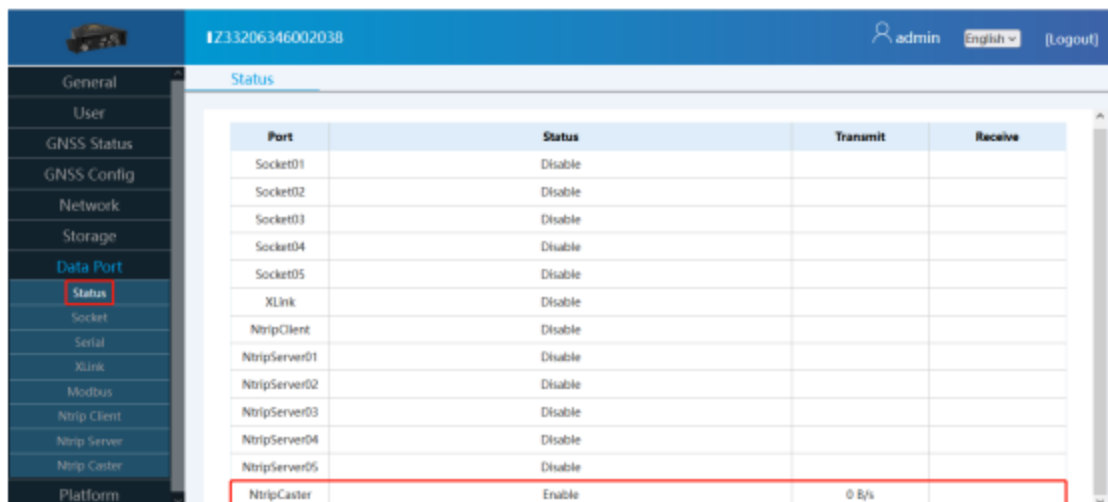 IZ33206346002038 admin English [Logout]
General
User
GNSS Status
GNSS Config
Network
Storage
Data Port
Status
Socket
Serial
XLink
Modbus
Ntrip Client
Ntrip Server
Ntrip Caster
Platform
Status
Port Status Transmit Receive
Socket01 Disable
Socket02 Disable
Socket03 Disable
Socket04 Disable
Socket05 Disable
XLink Disable
NtripClient Disable
NtripServer01 Disable
NtripServer02 Disable
NtripServer03 Disable
NtripServer04 Disable
NtripServer05 Disable
NtripCaster Enable 0 B/s